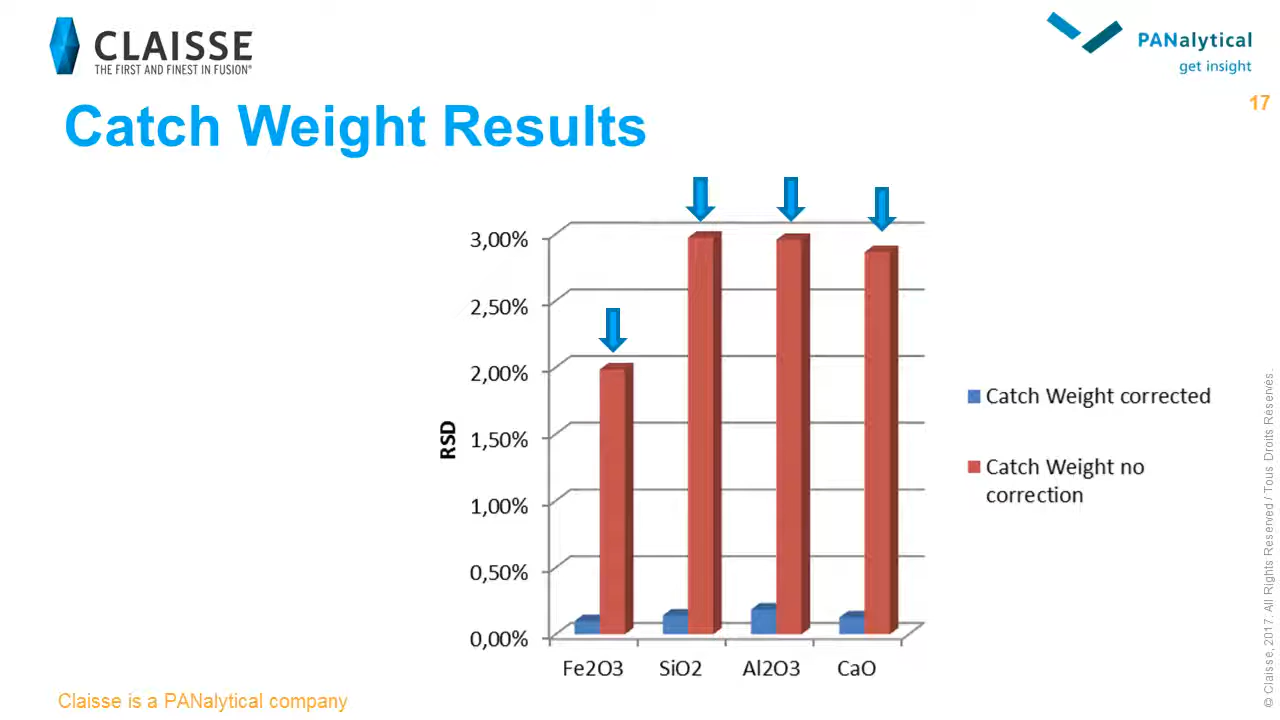 CLAISSE
THE FIRST AND FINEST IN FUSION®
PANalytical
get insight
17
Catch Weight Results
3,00%
2,50%
2,00%
1,50%
1,00%
0,50%
0,00%
RSD
Fe2O3 SiO2 Al2O3 CaO
Catch Weight corrected
Catch Weight no
correction
© Claisse, 2017. All Rights Reserved / Tous Droits Réservés.
Claisse is a PANalytical company